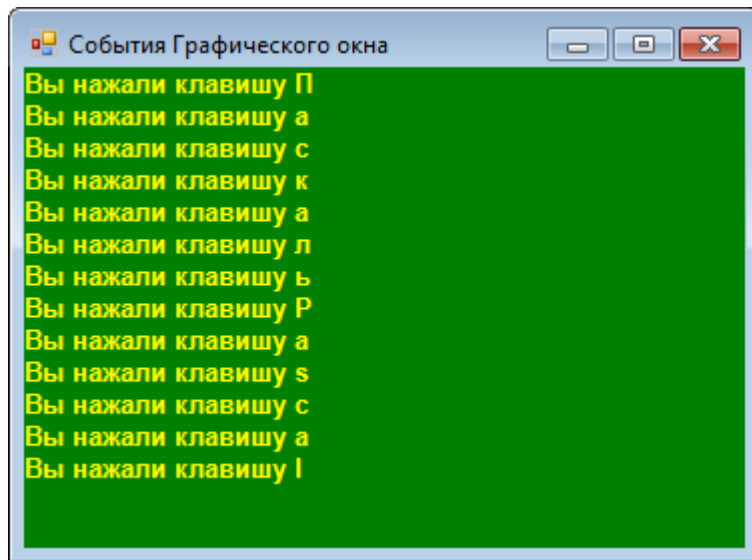 События Графического окна
Вы нажали клавишу П
Вы нажали клавишу а
Вы нажали клавишу с
Вы нажали клавишу к
Вы нажали клавишу а
Вы нажали клавишу л
Вы нажали клавишу ь
Вы нажали клавишу P
Вы нажали клавишу a
Вы нажали клавишу s
Вы нажали клавишу c
Вы нажали клавишу a
Вы нажали клавишу l